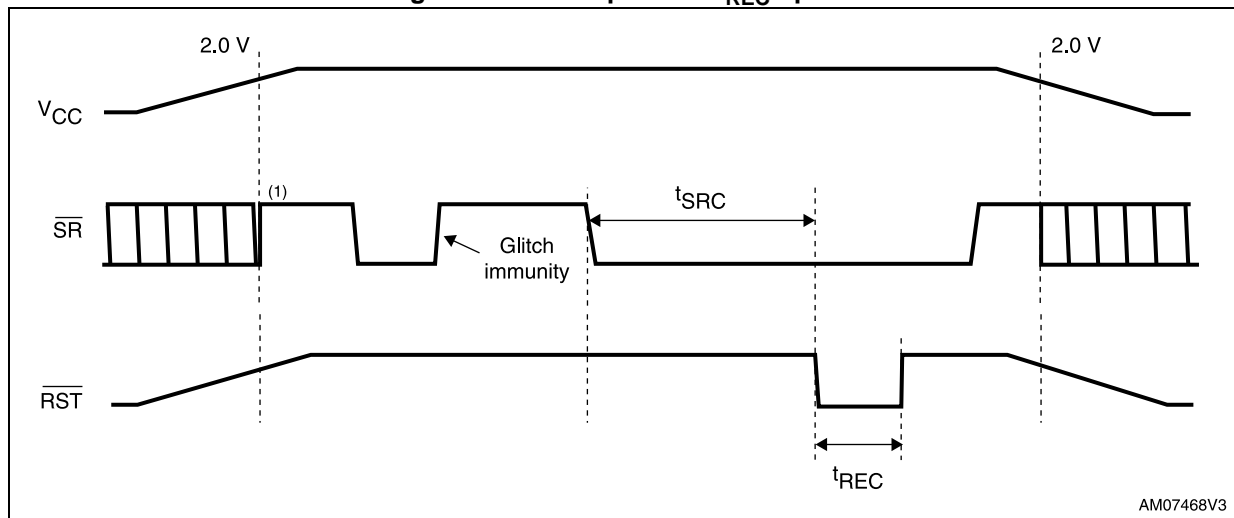 2.0 V
2.0 V
VCC
(1)
SR
tSRC
Glitch
immunity
RST
tREC
AM07468V3